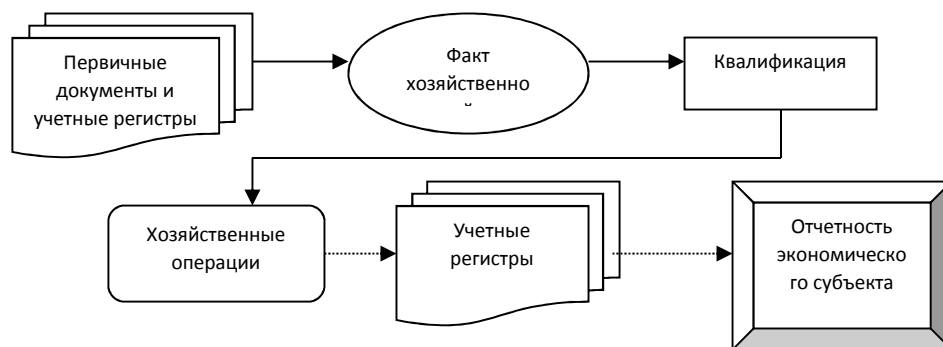 Первичные
документы и
учетные регистры
Факт
хозяйственно
Квалификация
Хозяйственные
операции
Учетные
регистры
Отчетность
экономическо
го субъекта